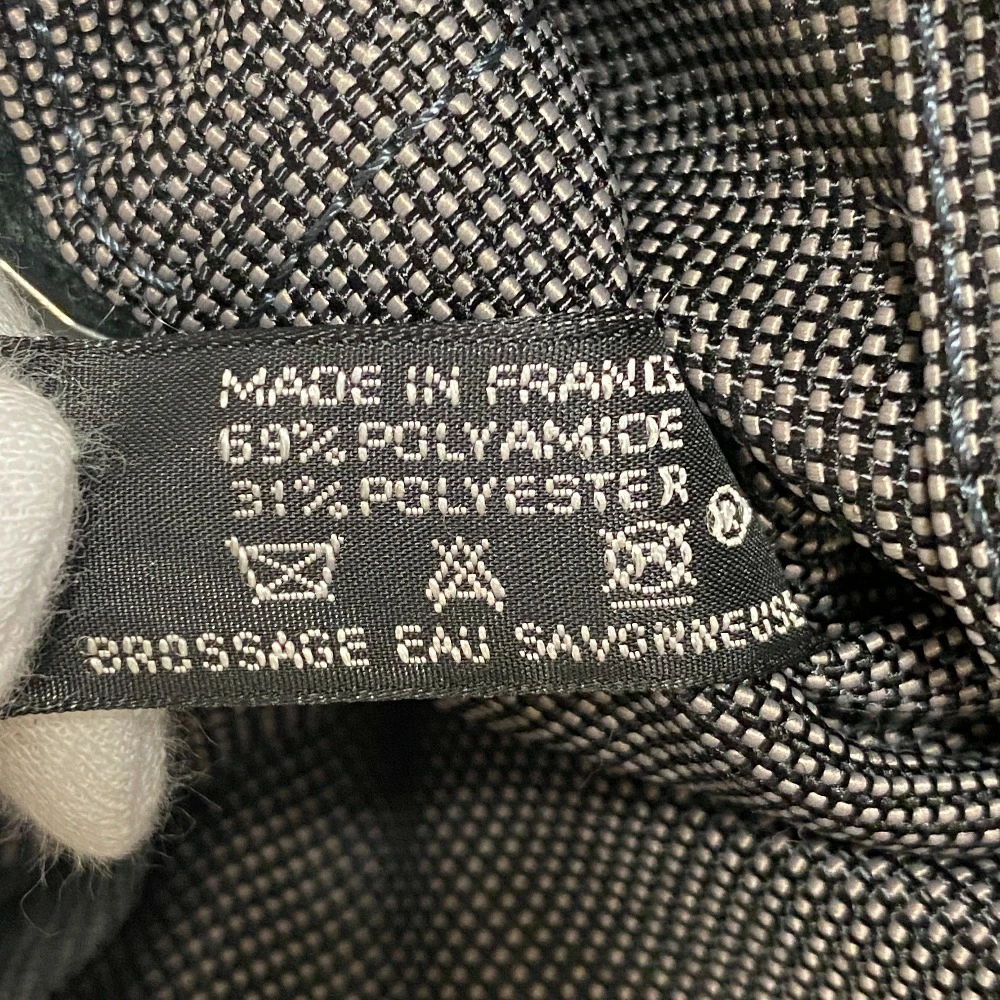 MADE IN FRANCE
69% POLYAMIDE
31% POLYESTER
®
BROSSAGE EAU SAVONNEUSE